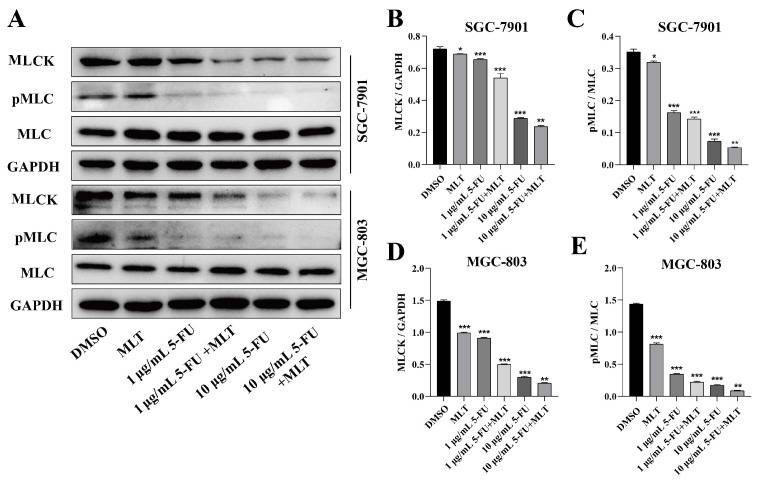 A
MLCK
pMLC
MLC
GAPDH
SGC-7901
MLCK
pMLC
MLC
GAPDH
MGC-803
DMSO
MLT
1 μg/mL 5-FU
1 μg/mL 5-FU +MLT
10 μg/mL 5-FU
10 μg/mL 5-FU
+MLT
B
SGC-7901
MLCK / GAPDH
0.8
0.6
0.4
0.2
0.0
*
***
***
***
**
DMSO
MLT
1 μg/mL 5-FU
1 μg/mL 5-FU+MLT
10 μg/mL 5-FU
10 μg/mL 5-FU+MLT
C
SGC-7901
pMLC / MLC
0.4
0.3
0.2
0.1
0.0
*
***
***
***
**
DMSO
MLT
1 μg/mL 5-FU
1 μg/mL 5-FU+MLT
10 μg/mL 5-FU
10 μg/mL 5-FU+MLT
D
MGC-803
MLCK / GAPDH
2.0
1.5
1.0
0.5
0.0
***
***
***
***
**
DMSO
MLT
1 μg/mL 5-FU
1 μg/mL 5-FU+MLT
10 μg/mL 5-FU
10 μg/mL 5-FU+MLT
E
MGC-803
pMLC / MLC
2.0
1.5
1.0
0.5
0.0
***
***
***
***
**
DMSO
MLT
1 μg/mL 5-FU
1 μg/mL 5-FU+MLT
10 μg/mL 5-FU
10 μg/mL 5-FU+MLT